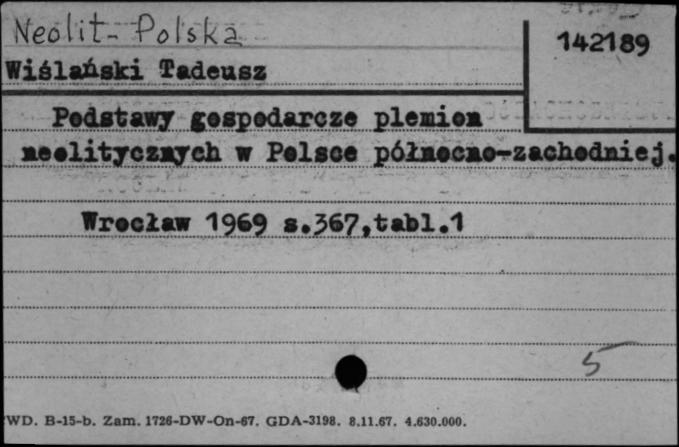 Neolit - Polska
142189
Wiślański Tadeusz
Podstawy gospodarcze plemion
neolitycznych w Polsce północno-zachodniej.
Wrocław 1969 s.367,tabl.1
5
WD. B-15-b. Zam. 1726-DW-On-67. GDA-3198. 8.11.67. 4.630.000.